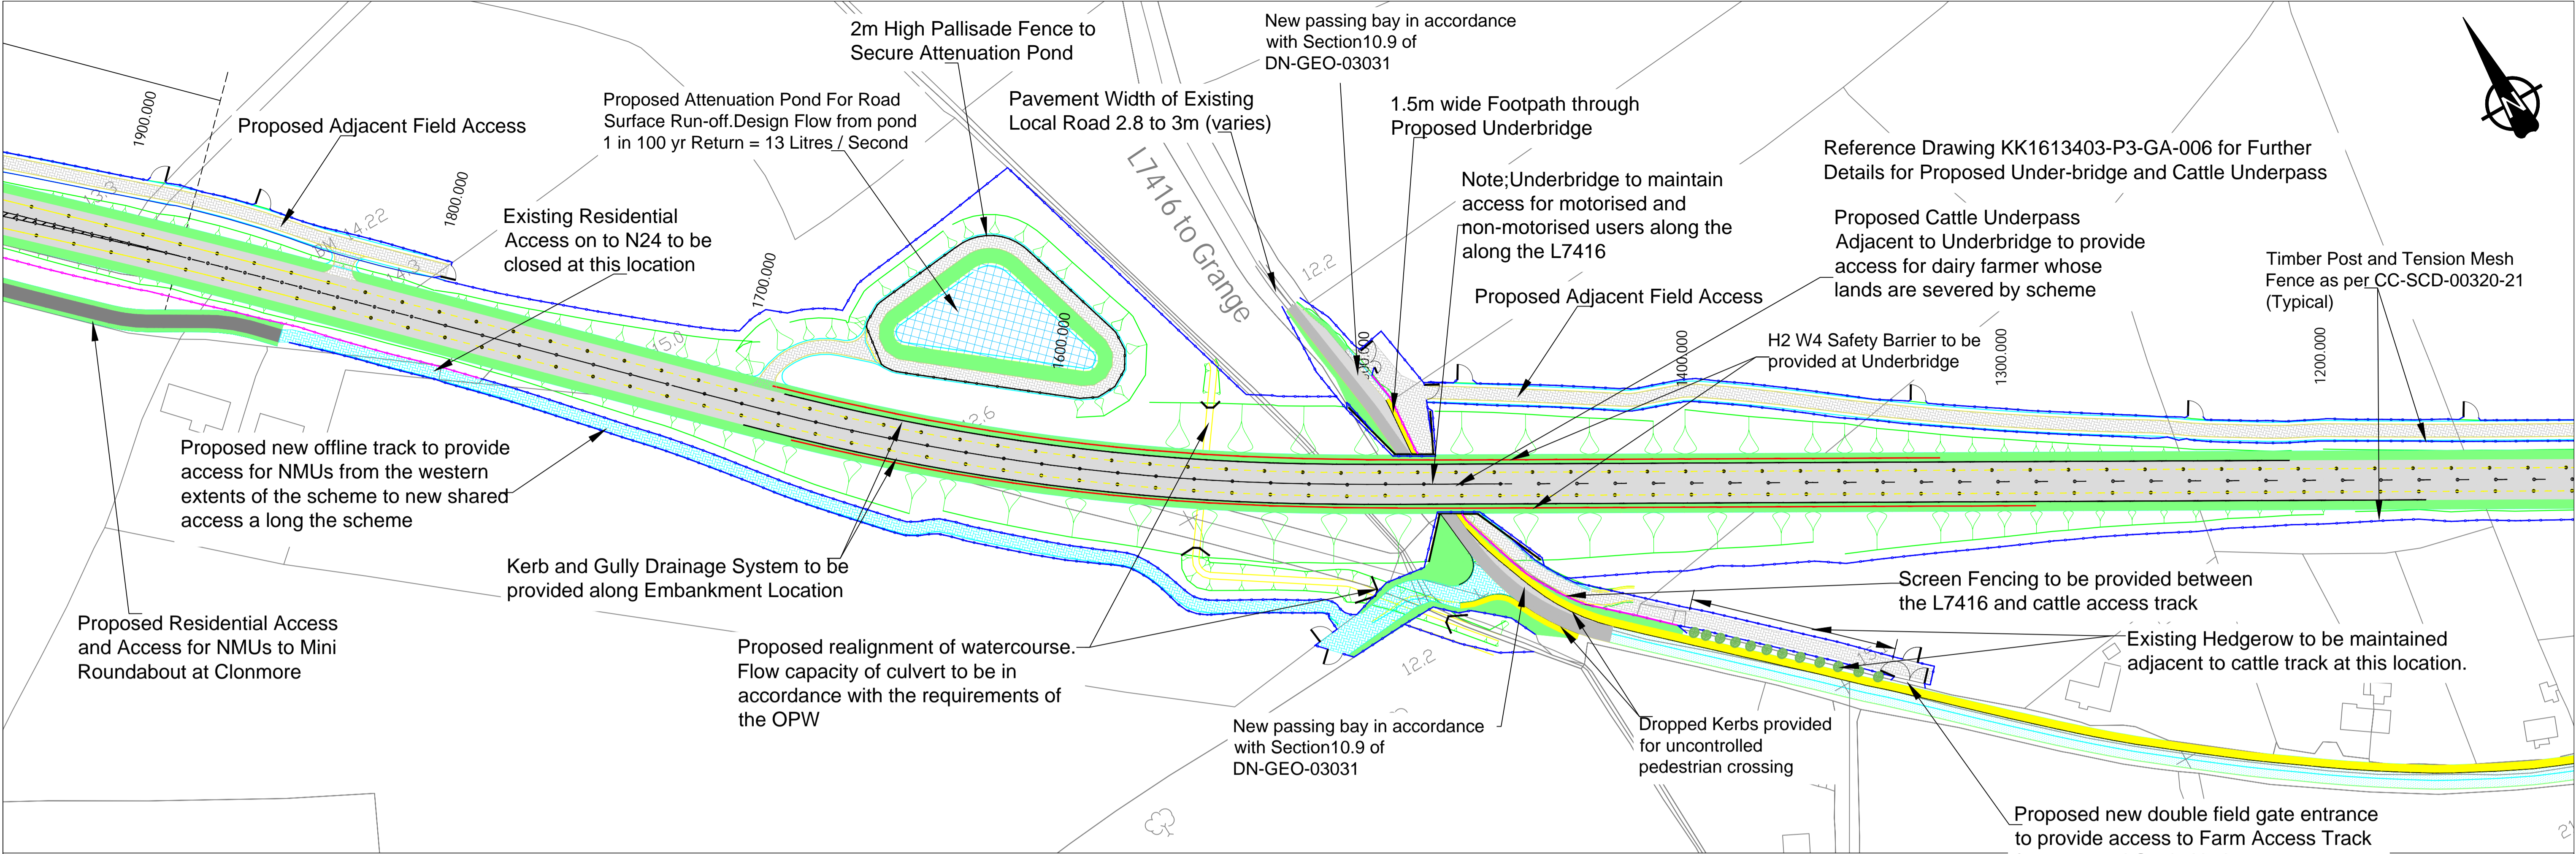 2m High Pallisade Fence to
Secure Attenuation Pond
New passing bay in accordance
with Section10.9 of
DN-GEO-03031
Proposed Attenuation Pond For Road
Surface Run-off.Design Flow from pond
1 in 100 yr Return = 13 Litres / Second
Pavement Width of Existing
Local Road 2.8 to 3m (varies)
1.5m wide Footpath through
Proposed Underbridge
1900.000
Proposed Adjacent Field Access
Reference Drawing KK1613403-P3-GA-006 for Further
Details for Proposed Under-bridge and Cattle Underpass
L7416 to Grange
Note;Underbridge to maintain
access for motorised and
non-motorised users along the
along the L7416
13.3
1800.000
BM 14.22
14.3
Existing Residential
Access on to N24 to be
closed at this location
Proposed Cattle Underpass
Adjacent to Underbridge to provide
access for dairy farmer whose
lands are severed by scheme
Timber Post and Tension Mesh
Fence as per CC-SCD-00320-21
(Typical)
1700.000
12.2
Proposed Adjacent Field Access
15.0
1600.000
1400.000
H2 W4 Safety Barrier to be
provided at Underbridge
1300.000
1200.000
Proposed new offline track to provide
access for NMUs from the western
extents of the scheme to new shared
access a long the scheme
Kerb and Gully Drainage System to be
provided along Embankment Location
Screen Fencing to be provided between
the L7416 and cattle access track
Proposed Residential Access
and Access for NMUs to Mini
Roundabout at Clonmore
Proposed realignment of watercourse.
Flow capacity of culvert to be in
accordance with the requirements of
the OPW
12.2
Existing Hedgerow to be maintained
adjacent to cattle track at this location.
New passing bay in accordance
with Section10.9 of
DN-GEO-03031
Dropped Kerbs provided
for uncontrolled
pedestrian crossing
Proposed new double field gate entrance
to provide access to Farm Access Track